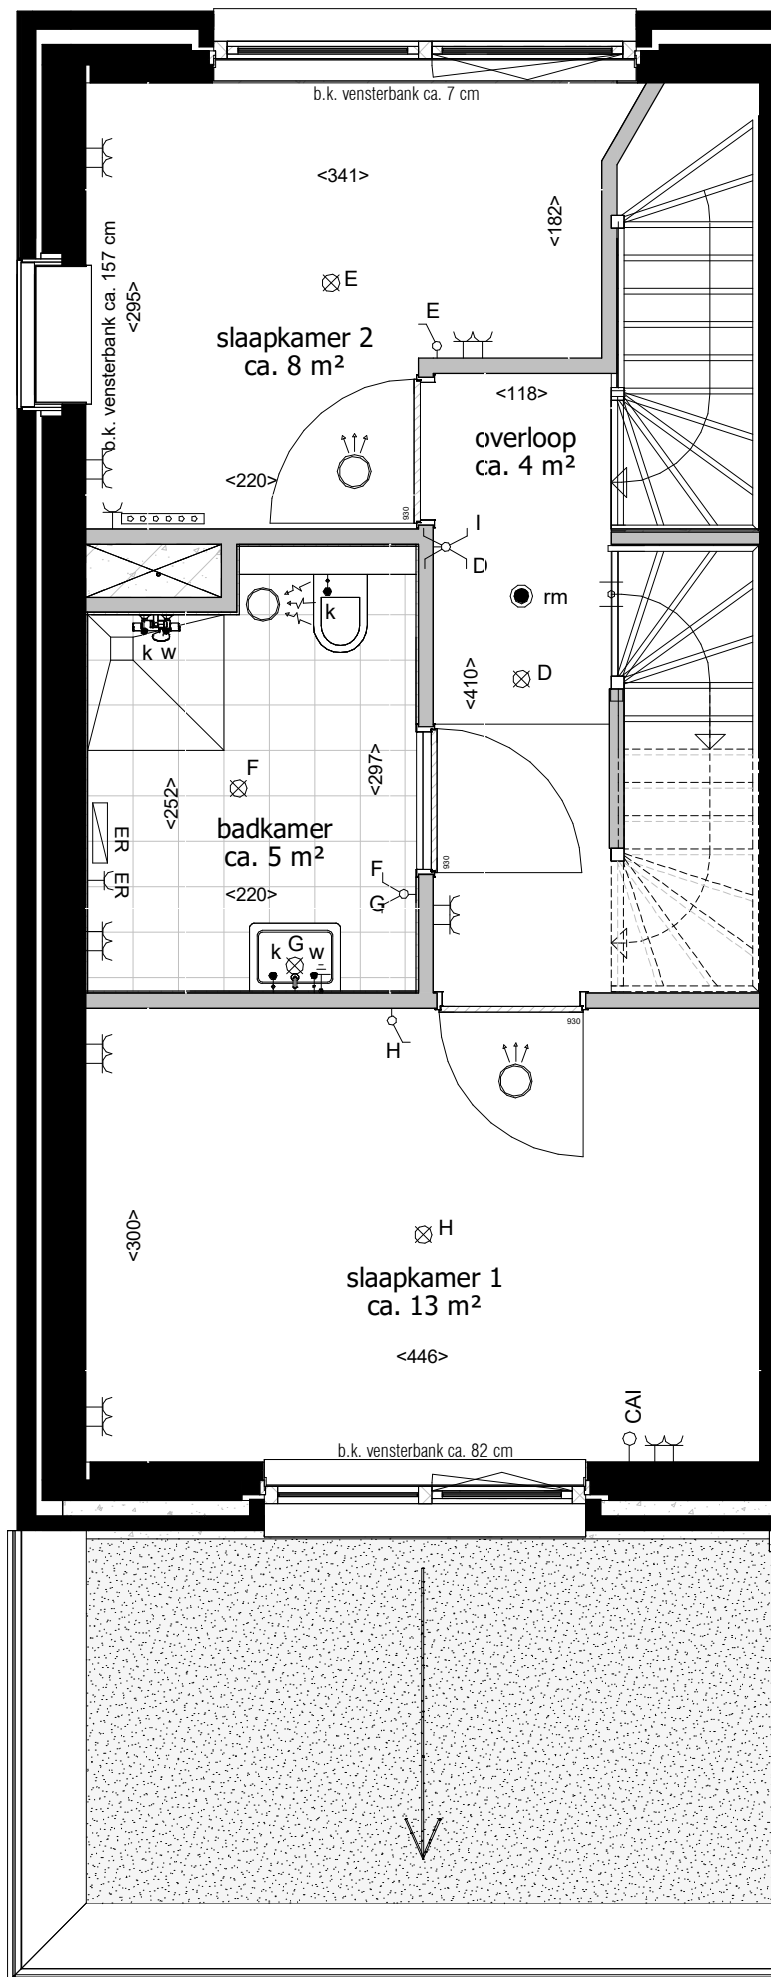 b.k. vensterbank ca. 7 cm
<341>
<182>
b.k. vensterbank ca. 157 cm
<295>
E
E
slaapkamer 2
ca. 8 m²
<118>
overloop
ca. 4 m²
<220>
930
I
D
rm
k
k w
D
<410>
F
<297>
<252>
badkamer
ca. 5 m²
ER
ER
930
F
G
<220>
k G w
H
930
<300>
H
slaapkamer 1
ca. 13 m²
<446>
CAI
b.k. vensterbank ca. 82 cm